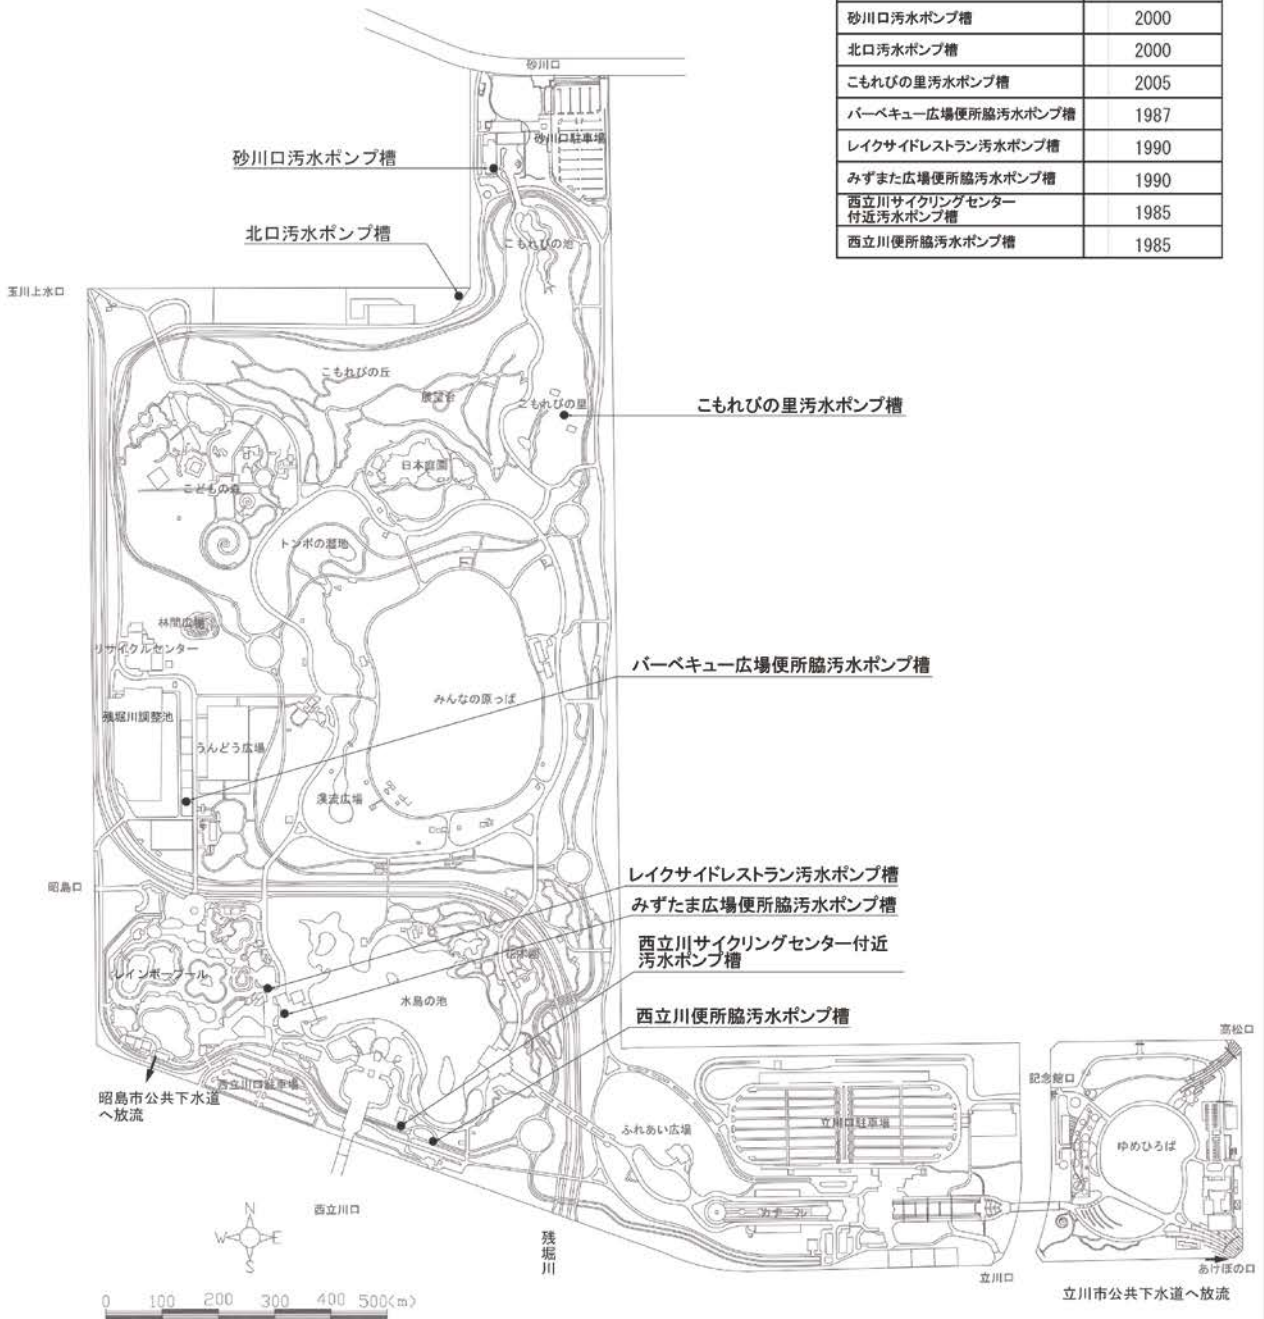 砂川口汚水ポンプ槽 2000
北口汚水ポンプ槽 2000
こもれびの里汚水ポンプ槽 2005
バーベキュー広場便所脇汚水ポンプ槽 1987
レイクサイドレストラン汚水ポンプ槽 1990
みずまた広場便所脇汚水ポンプ槽 1990
西立川サイクリングセンター
付近汚水ポンプ槽 1985
西立川便所脇汚水ポンプ槽 1985
砂川口
砂川口駐車場
砂川口汚水ポンプ槽
北口汚水ポンプ槽
こもれびの池
玉川上水口
こもれびの丘
展望台
こもれびの里
こもれびの里汚水ポンプ槽
日本庭園
こどもの森
トンボの湿地
林間広場
リサイクルセンター
バーベキュー広場便所脇汚水ポンプ槽
みんなの原っぱ
残堀川調整池
うんどう広場
渓流広場
レイクサイドレストラン汚水ポンプ槽
昭島口
みずたま広場便所脇汚水ポンプ槽
西立川サイクリングセンター付近
汚水ポンプ槽
花木園
レインボープール
水鳥の池
西立川便所脇汚水ポンプ槽
高松口
記念館口
西立川口駐車場
昭島市公共下水道
へ放流
ふれあい広場
立川口駐車場
ゆめひろば
カナール
西立川口
N
W E
S
残堀川
あけぼの口
立川口
立川市公共下水道へ放流
0 100 200 300 400 500(m)